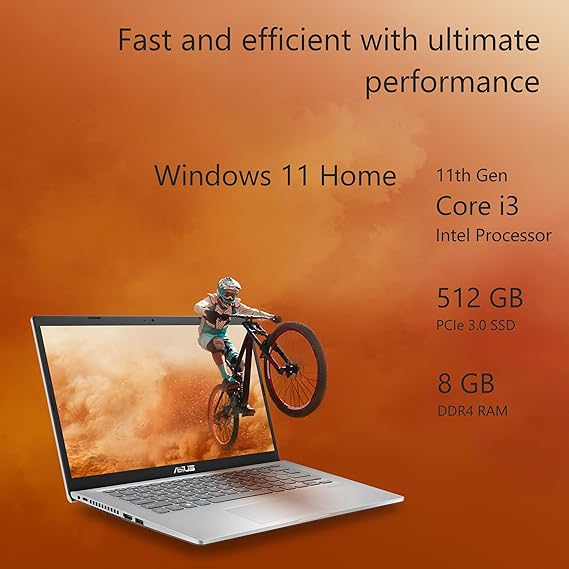 Fast and efficient with ultimate
performance
Windows 11 Home
11th Gen
Core i3
Intel Processor
512 GB
PCIe 3.0 SSD
8 GB
DDR4 RAM
ASUS